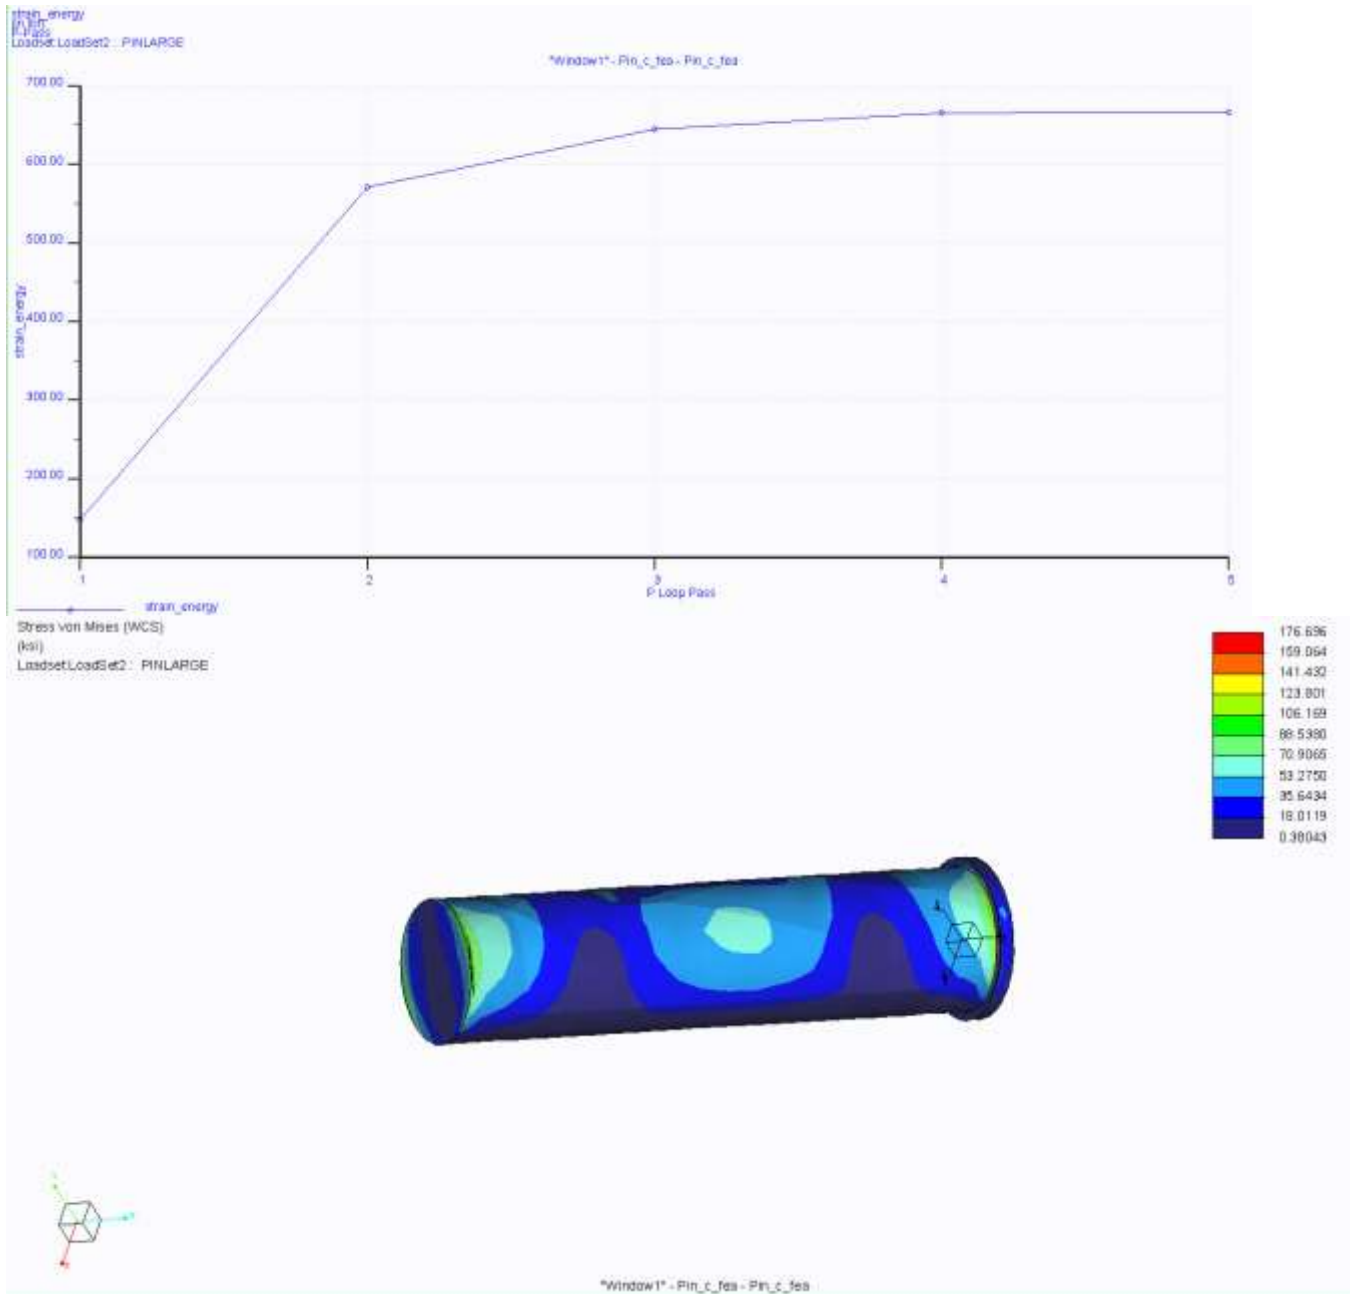 strain_energy
P-Pass
Loadset:LoadSet2 : PINLARGE
"Window1" - Pin_c_fea - Pin_c_fea
700.00
600.00
500.00
400.00
300.00
200.00
100.00
strain_energy
1
2
3
4
5
P Loop Pass
strain_energy
Stress von Mises (WCS)
(ksi)
Loadset:LoadSet2 : PINLARGE
176.696
159.064
141.432
123.801
106.169
88.5380
70.9065
53.2750
35.6434
18.0119
0.38043
"Window1" - Pin_c_fea - Pin_c_fea